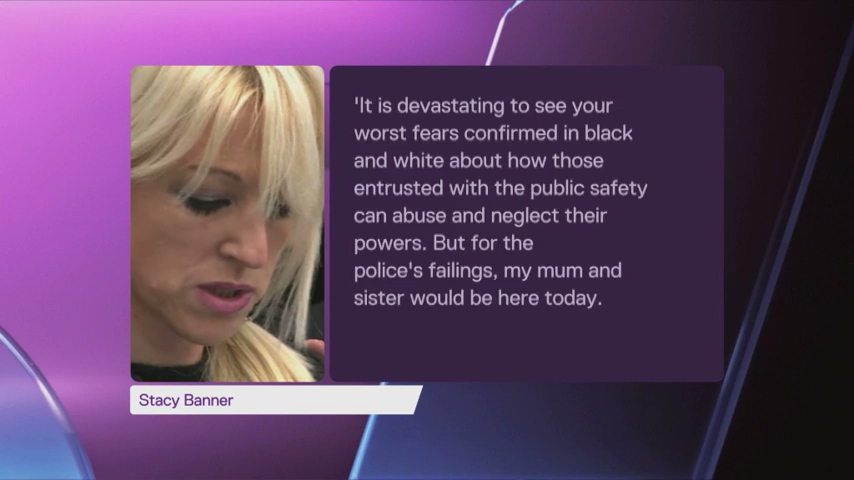 'It is devastating to see your
worst fears confirmed in black
and white about how those
entrusted with the public safety
can abuse and neglect their
powers. But for the
police's failings, my mum and
sister would be here today.
Stacy Banner